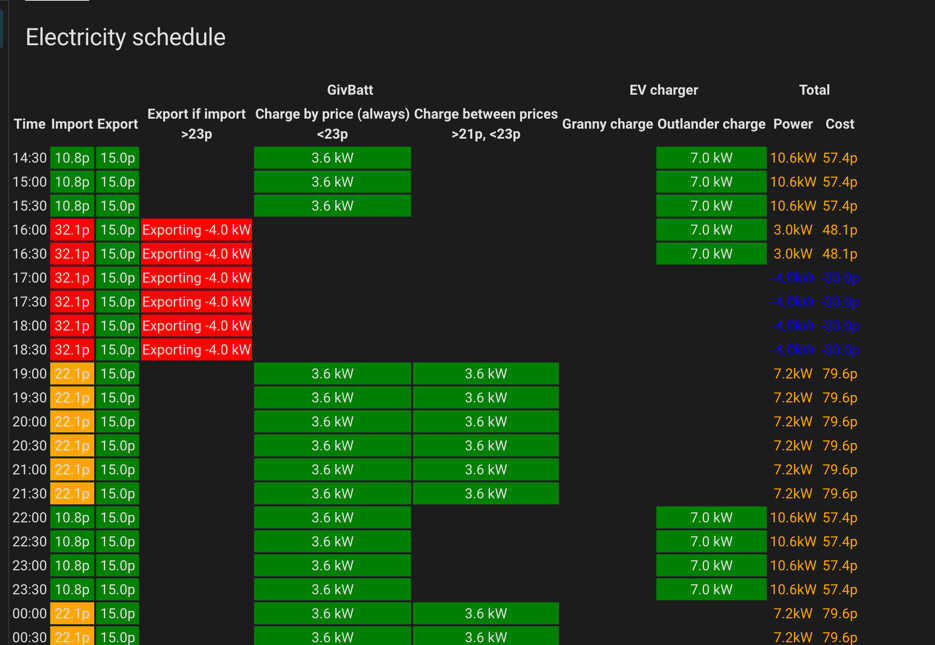 Electricity schedule
GivBatt EV charger Total
Time Import Export Export if import >23p Charge by price (always) <23p Charge between prices >21p, <23p Granny charge Outlander charge Power Cost
14:30 10.8p 15.0p 3.6 kW 7.0 kW 10.6kW 57.4p
15:00 10.8p 15.0p 3.6 kW 7.0 kW 10.6kW 57.4p
15:30 10.8p 15.0p 3.6 kW 7.0 kW 10.6kW 57.4p
16:00 32.1p 15.0p Exporting -4.0 kW 7.0 kW 3.0kW 48.1p
16:30 32.1p 15.0p Exporting -4.0 kW 7.0 kW 3.0kW 48.1p
17:00 32.1p 15.0p Exporting -4.0 kW -4.0kW -30.0p
17:30 32.1p 15.0p Exporting -4.0 kW -4.0kW -30.0p
18:00 32.1p 15.0p Exporting -4.0 kW -4.0kW -30.0p
18:30 32.1p 15.0p Exporting -4.0 kW -4.0kW -30.0p
19:00 22.1p 15.0p 3.6 kW 3.6 kW 7.2kW 79.6p
19:30 22.1p 15.0p 3.6 kW 3.6 kW 7.2kW 79.6p
20:00 22.1p 15.0p 3.6 kW 3.6 kW 7.2kW 79.6p
20:30 22.1p 15.0p 3.6 kW 3.6 kW 7.2kW 79.6p
21:00 22.1p 15.0p 3.6 kW 3.6 kW 7.2kW 79.6p
21:30 22.1p 15.0p 3.6 kW 3.6 kW 7.2kW 79.6p
22:00 10.8p 15.0p 3.6 kW 7.0 kW 10.6kW 57.4p
22:30 10.8p 15.0p 3.6 kW 7.0 kW 10.6kW 57.4p
23:00 10.8p 15.0p 3.6 kW 7.0 kW 10.6kW 57.4p
23:30 10.8p 15.0p 3.6 kW 7.0 kW 10.6kW 57.4p
00:00 22.1p 15.0p 3.6 kW 3.6 kW 7.2kW 79.6p
00:30 22.1p 15.0p 3.6 kW 3.6 kW 7.2kW 79.6p